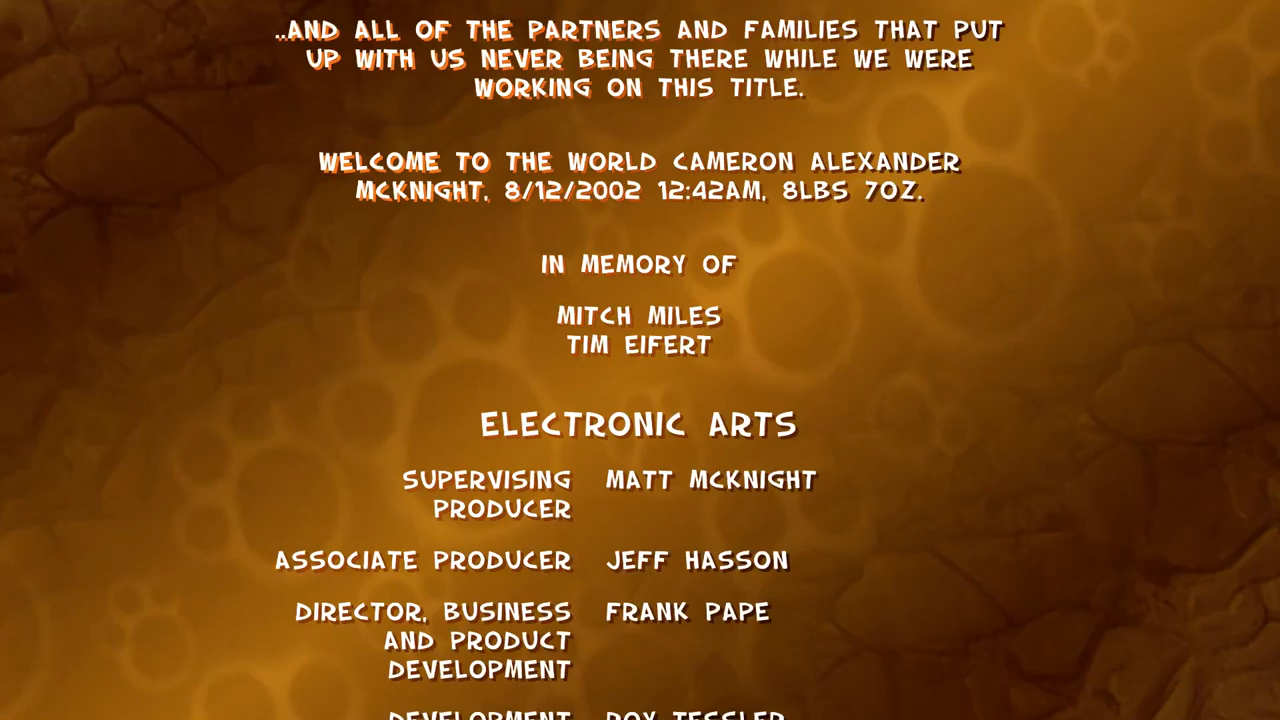 ..AND ALL OF THE PARTNERS AND FAMILIES THAT PUT
UP WITH US NEVER BEING THERE WHILE WE WERE
WORKING ON THIS TITLE.
WELCOME TO THE WORLD CAMERON ALEXANDER
MCKNIGHT, 8/12/2002 12:42AM, 8LBS 7OZ.
IN MEMORY OF
MITCH MILES
TIM EIFERT
ELECTRONIC ARTS
SUPERVISING MATT MCKNIGHT
PRODUCER
ASSOCIATE PRODUCER JEFF HASSON
DIRECTOR, BUSINESS FRANK PAPE
AND PRODUCT
DEVELOPMENT
DEVELOPMENT ROY TESSLER